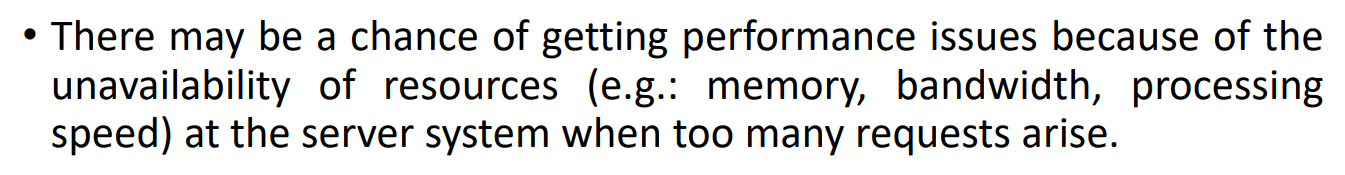 • There may be a chance of getting performance issues because of the
unavailability of resources (e.g.: memory, bandwidth, processing
speed) at the server system when too many requests arise.